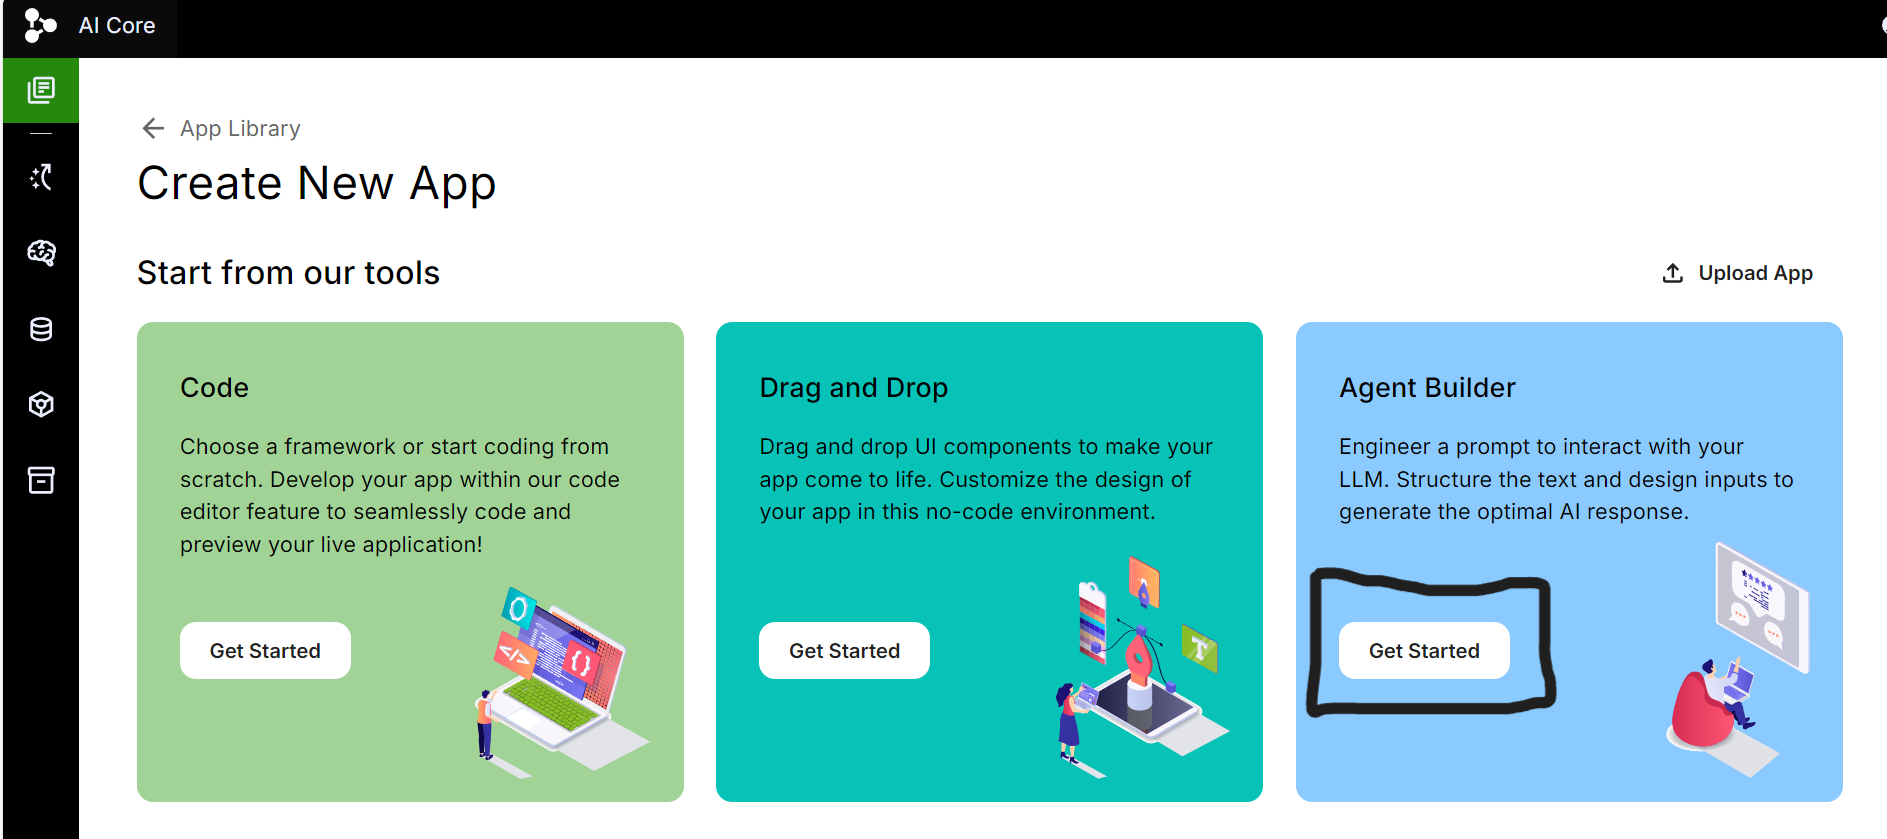 AI Core
App Library
Create New App
Start from our tools
Upload App
Code
Choose a framework or start coding from
scratch. Develop your app within our code
editor feature to seamlessly code and
preview your live application!
Get Started
Drag and Drop
Drag and drop UI components to make your
app come to life. Customize the design of
your app in this no-code environment.
Get Started
Agent Builder
Engineer a prompt to interact with your
LLM. Structure the text and design inputs to
generate the optimal AI response.
Get Started